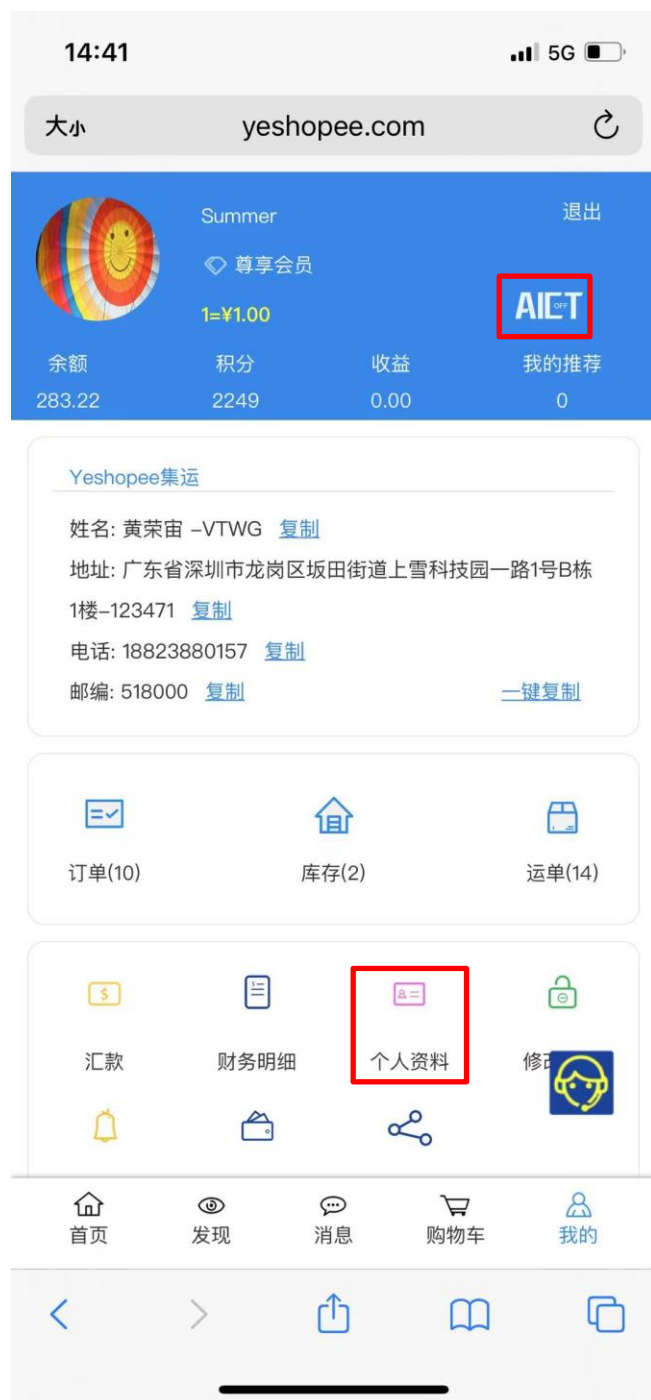 14:41
5G
大小 yeshopee.com
Summer 退出
尊享会员
1=¥1.00
AIET OFF
余额 积分 收益 我的推荐
283.22 2249 0.00 0
Yeshopee集运
姓名: 黄荣宙 –VTWG 复制
地址: 广东省深圳市龙岗区坂田街道上雪科技园一路1号B栋
1楼–123471 复制
电话: 18823880157 复制
邮编: 518000 复制 一键复制
订单(10) 库存(2) 运单(14)
汇款 财务明细 个人资料 修
首页 发现 消息 购物车 我的